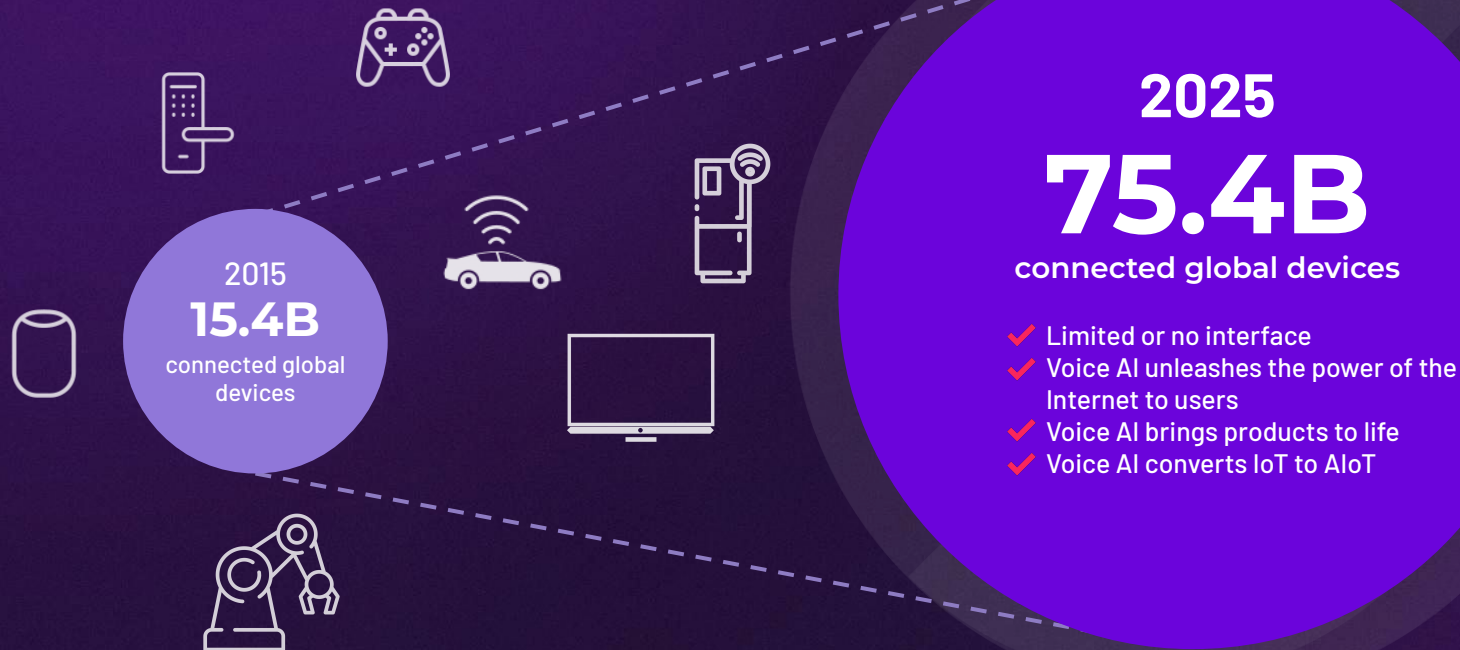 2015
15.4B
connected global
devices
2025
75.4B
connected global devices
Limited or no interface
Voice AI unleashes the power of the
Internet to users
Voice AI brings products to life
Voice AI converts IoT to AIoT